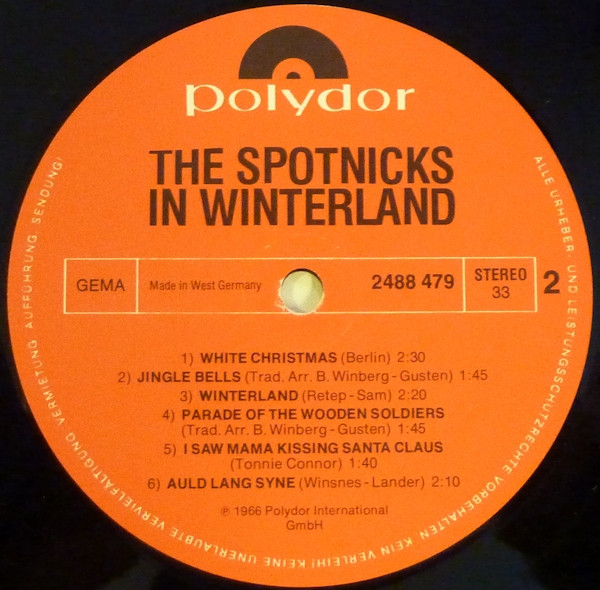 polydor
THE SPOTNICKS
IN WINTERLAND
GEMA
Made in West Germany
2488 479
STEREO
33
2
1) WHITE CHRISTMAS (Berlin) 2:30
2) JINGLE BELLS (Trad. Arr. B. Winberg-Gusten) 1:45
3) WINTERLAND (Retep-Sam) 2:20
4) PARADE OF THE WOODEN SOLDIERS
(Trad. Arr. B. Winberg-Gusten) 1:45
5) I SAW MAMA KISSING SANTA CLAUS
(Tonnie Connor) 1:40
6) AULD LANG SYNE (Winsnes-Lander) 2:10
℗ 1966 Polydor International
GmbH
ALLE URHEBER- UND LEISTUNGSSCHUTZRECHTE VORBEHALTEN KEIN VERLEIH! KEINE UNERLAUBTE VERVIELFÄLTIGUNG, VERMIETUNG, AUFFÜHRUNG, SENDUNG!